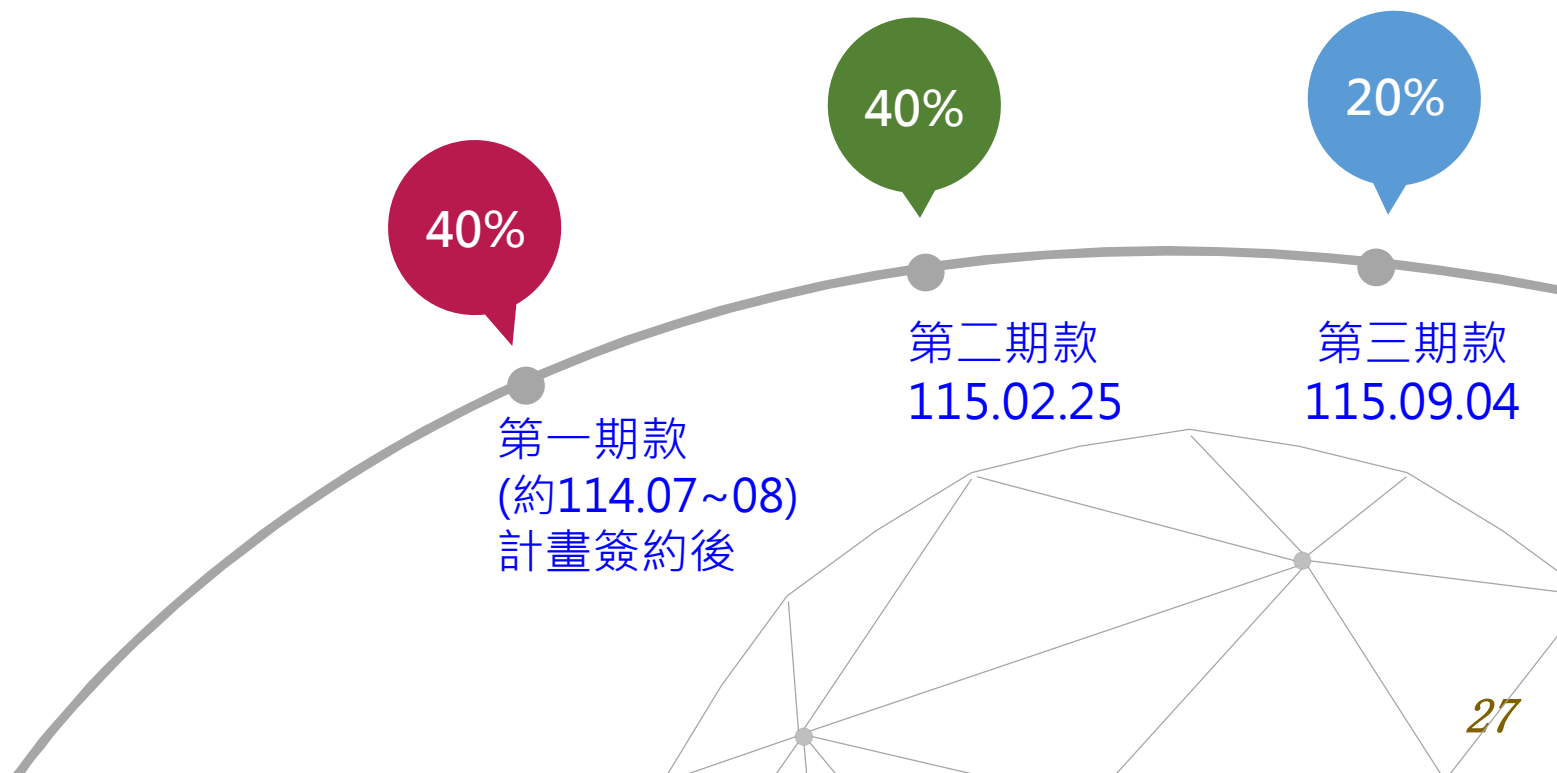 40%
第一期款
(約114.07~08)
計畫簽約後
40%
第二期款
115.02.25
20%
第三期款
115.09.04
27